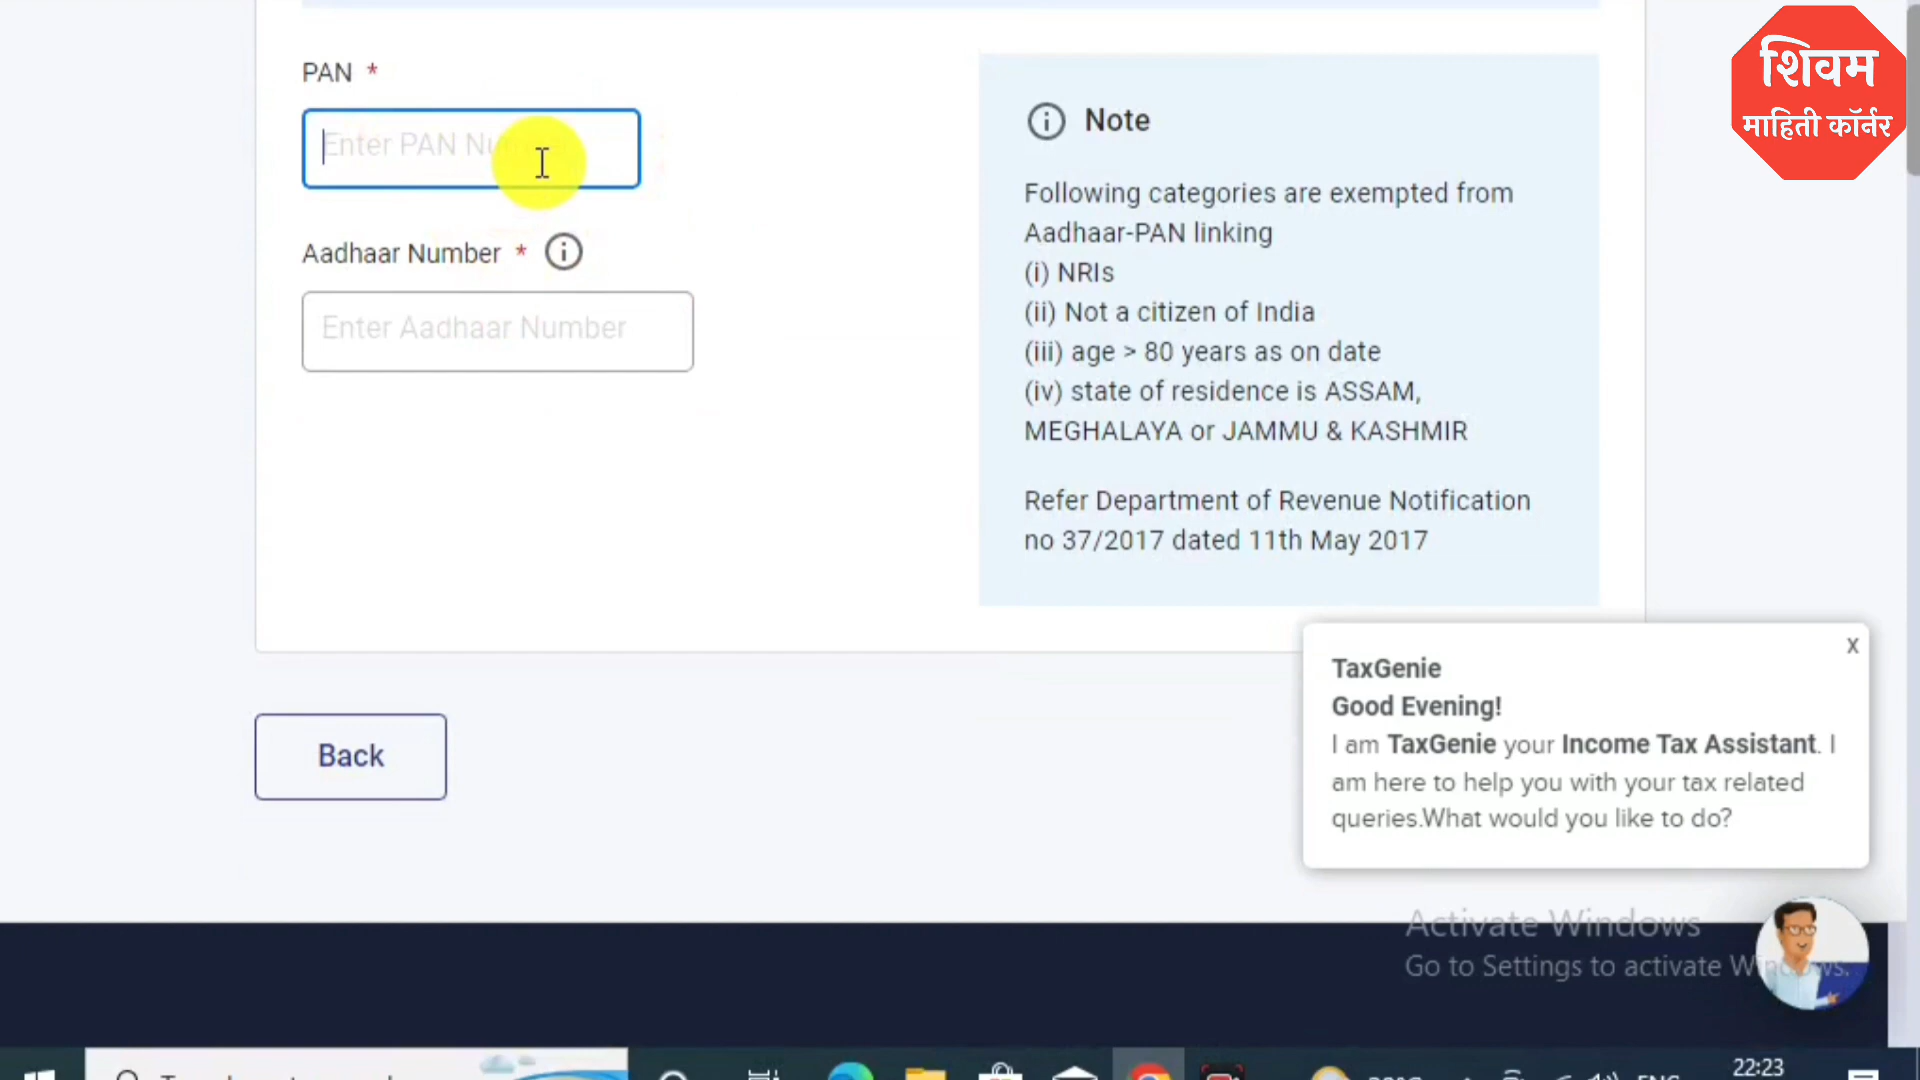 शिवम
माहिती कॉर्नर
PAN *
Enter PAN Nu
Aadhaar Number *
Enter Aadhaar Number
Note
Following categories are exempted from
Aadhaar-PAN linking
(i) NRIs
(ii) Not a citizen of India
(iii) age > 80 years as on date
(iv) state of residence is ASSAM,
MEGHALAYA or JAMMU & KASHMIR
Refer Department of Revenue Notification
no 37/2017 dated 11th May 2017
Back
X
TaxGenie
Good Evening!
I am TaxGenie your Income Tax Assistant. I
am here to help you with your tax related
queries.What would you like to do?
Activate Windows
Go to Settings to activate Windows.
22:23